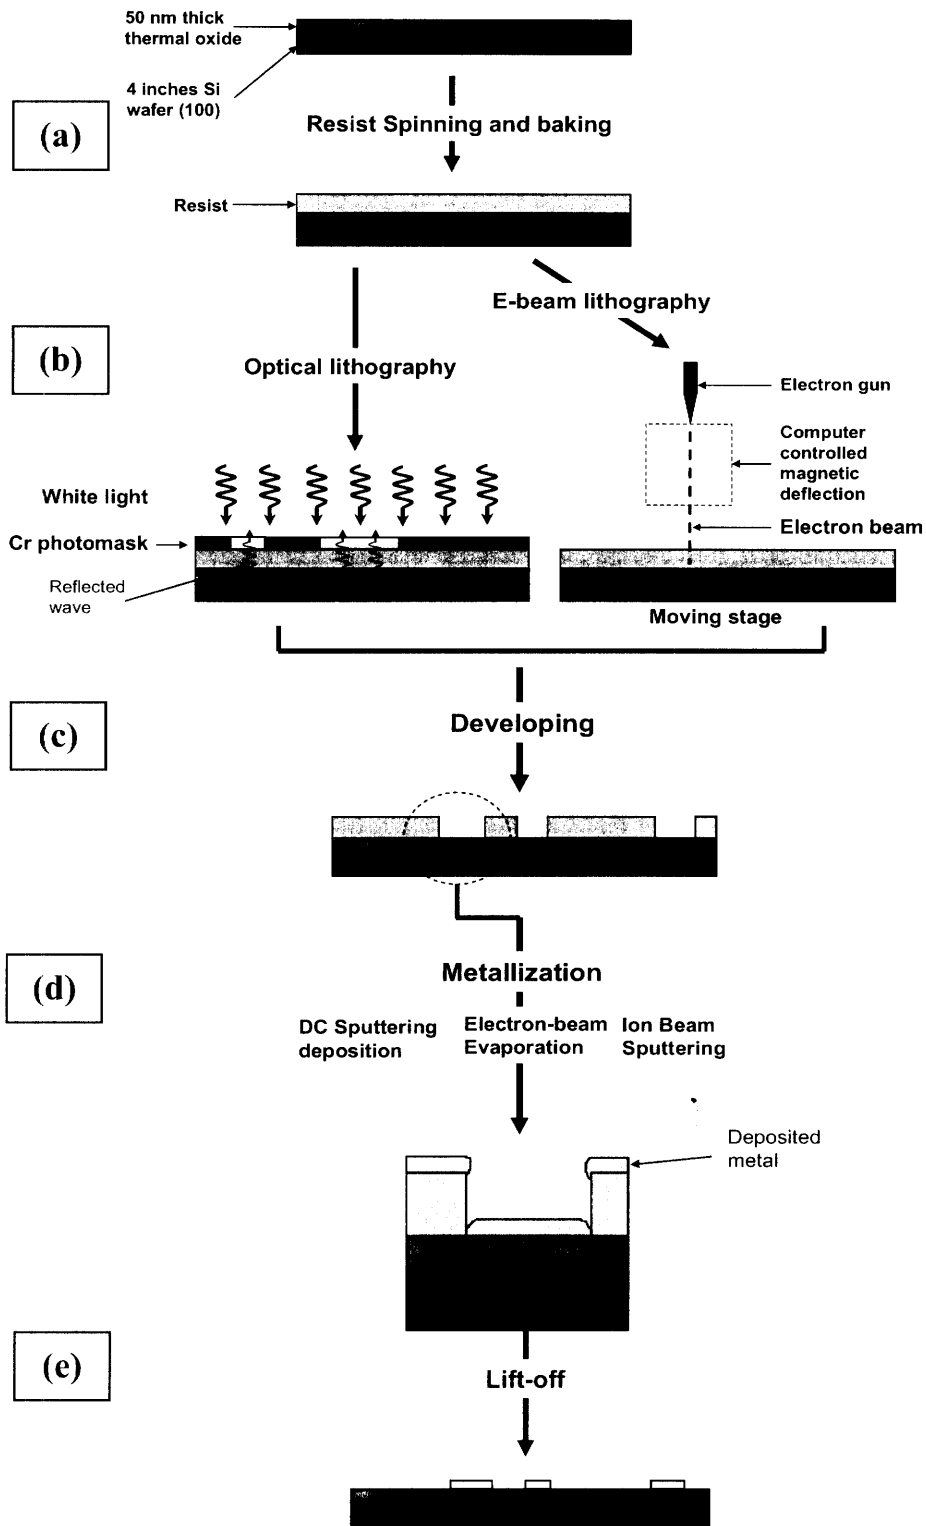 50 nm thick
thermal oxide
4 inches Si
wafer (100)
(a)
Resist Spinning and baking
Resist
E-beam lithography
(b)
Optical lithography
Electron gun
Computer
controlled
magnetic
deflection
White light
Electron beam
Cr photomask
Reflected
wave
Moving stage
(c)
Developing
(d)
Metallization
DC Sputtering
deposition
Electron-beam
Evaporation
Ion Beam
Sputtering
Deposited
metal
(e)
Lift-off